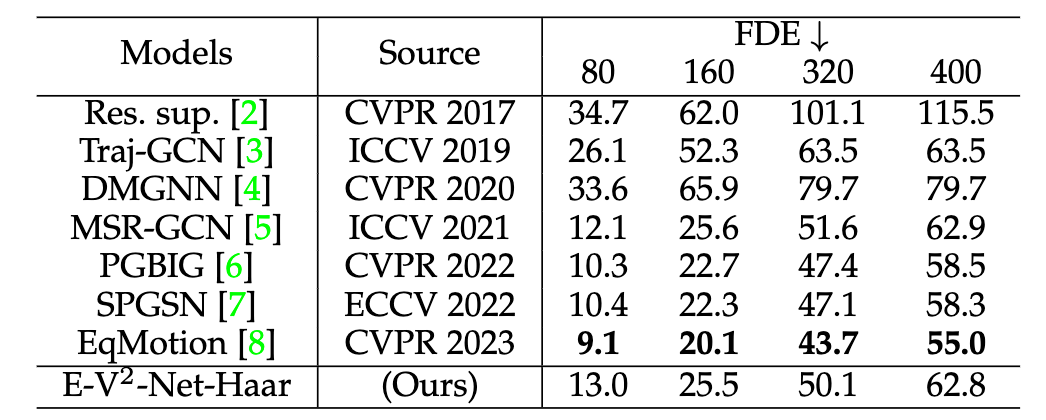 Models Source FDE ↓
80 160 320 400
Res. sup. [2] CVPR 2017 34.7 62.0 101.1 115.5
Traj-GCN [3] ICCV 2019 26.1 52.3 63.5 63.5
DMGNN [4] CVPR 2020 33.6 65.9 79.7 79.7
MSR-GCN [5] ICCV 2021 12.1 25.6 51.6 62.9
PGBIG [6] CVPR 2022 10.3 22.7 47.4 58.5
SPGSN [7] ECCV 2022 10.4 22.3 47.1 58.3
EqMotion [8] CVPR 2023 9.1 20.1 43.7 55.0
E-V²-Net-Haar (Ours) 13.0 25.5 50.1 62.8